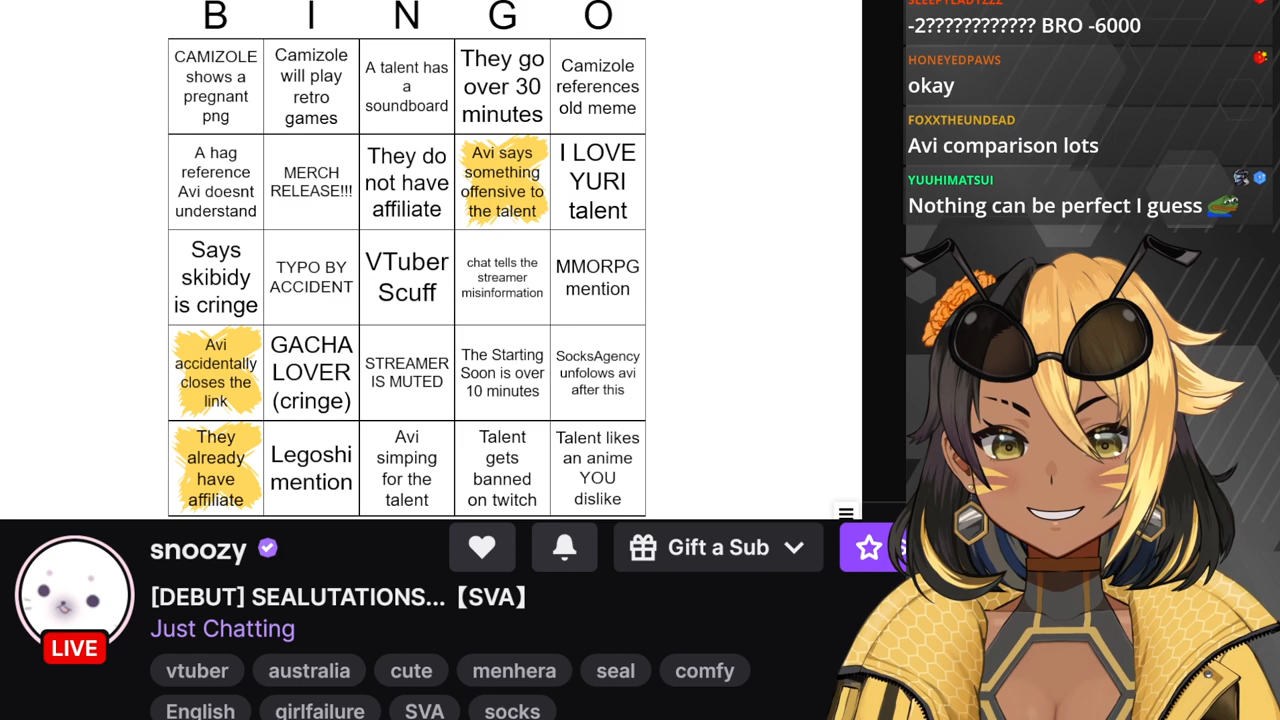 B I N G O
CAMIZOLE
shows a
pregnant
png
Camizole
will play
retro
games
A talent has
a
soundboard
They go
over 30
minutes
Camizole
references
old meme
A hag
reference
Avi doesnt
understand
MERCH
RELEASE!!!
They do
not have
affiliate
Avi says
something
offensive to
the talent
I LOVE
YURI
talent
Says
skibidy
is cringe
TYPO BY
ACCIDENT
VTuber
Scuff
chat tells the
streamer
misinformation
MMORPG
mention
Avi
accidentally
closes the
link
GACHA
LOVER
(cringe)
STREAMER
IS MUTED
The Starting
Soon is over
10 minutes
SocksAgency
unfolows avi
after this
They
already
have
affiliate
Legoshi
mention
Avi
simping
for the
talent
Talent
gets
banned
on twitch
Talent likes
an anime
YOU
dislike
snoozy
Gift a Sub
[DEBUT] SEALUTATIONS...【SVA】
Just Chatting
LIVE
vtuber australia cute menhera seal comfy
English girlfailure SVA socks
SLEEPYLADYZZZ
-2???????????? BRO -6000
HONEYEDPAWS
okay
FOXXTHEUNDEAD
Avi comparison lots
YUUHIMATSUI
Nothing can be perfect I guess